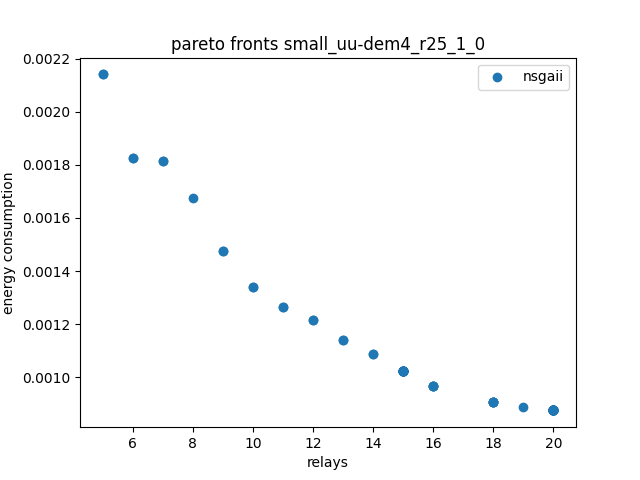 pareto fronts small_uu-dem4_r25_1_0
nsgaii
0.0022
0.0020
0.0018
0.0016
0.0014
0.0012
0.0010
energy consumption
6 8 10 12 14 16 18 20
relays